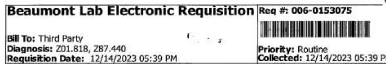 Beaumont Lab Electronic Requisition
Req #: 006-0153075
Bill To: Third Party
Diagnosis: Z01.818, Z87.440
Requisition Date: 12/14/2023 05:39 PM
Priority: Routine
Collected: 12/14/2023 05:39 P